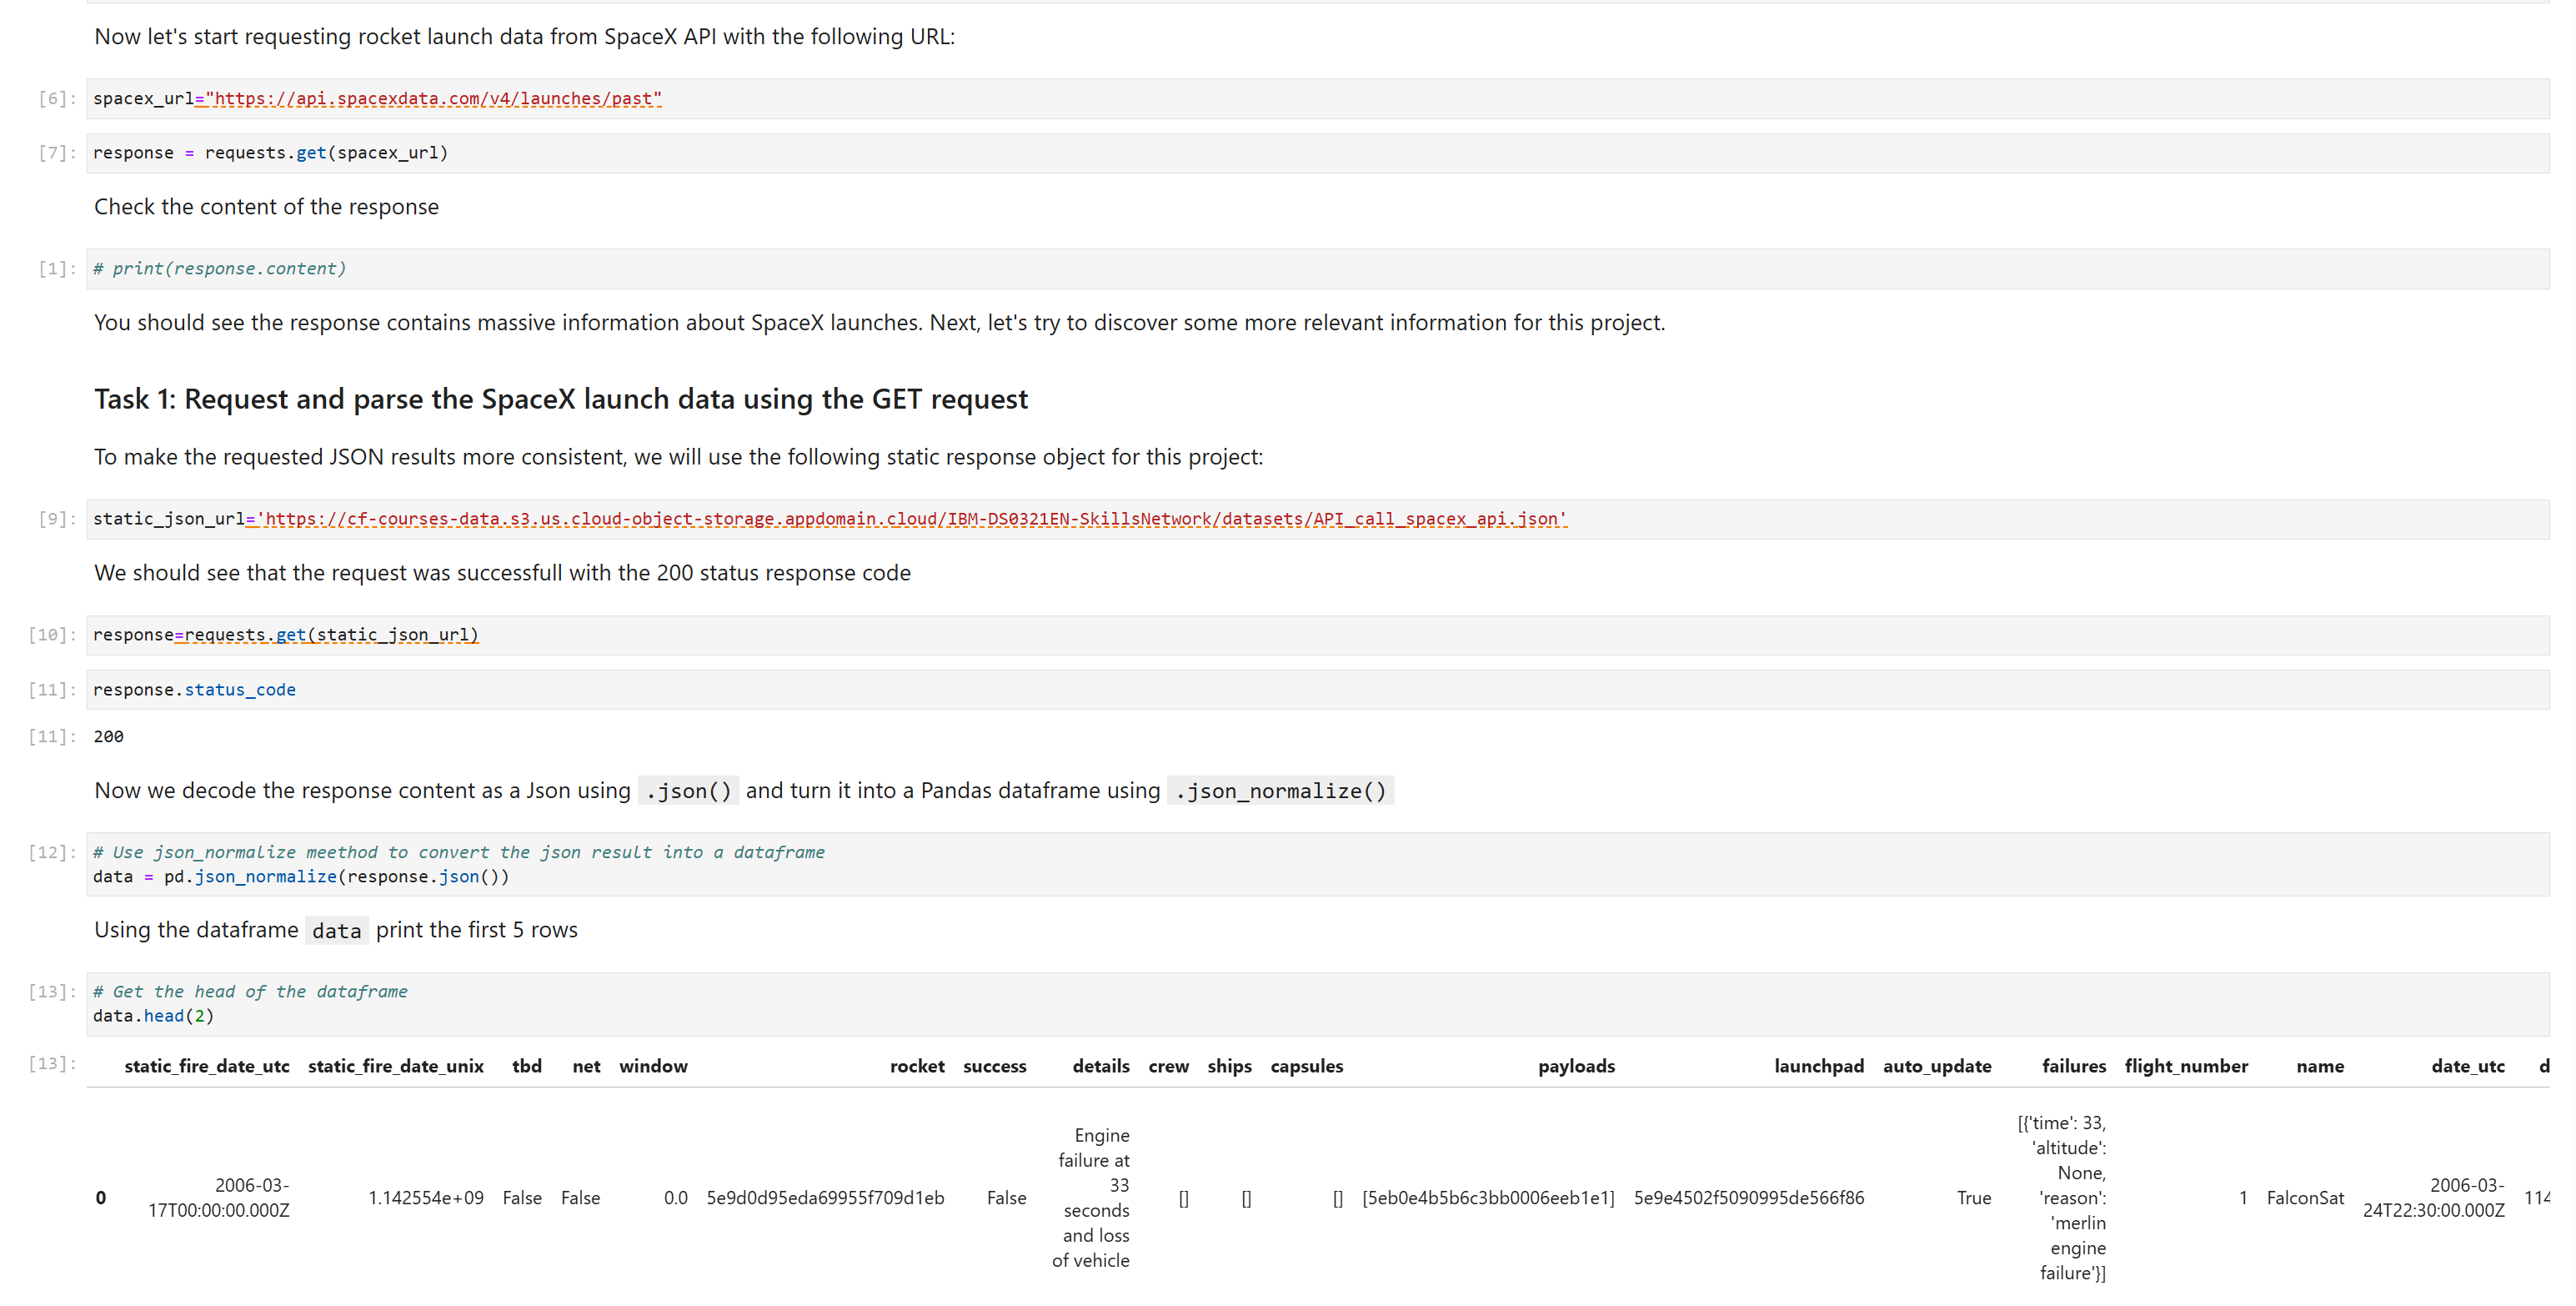 Now let's start requesting rocket launch data from SpaceX API with the following URL:
[6]: spacex_url="https://api.spacexdata.com/v4/launches/past"
[7]: response = requests.get(spacex_url)
Check the content of the response
[1]: # print(response.content)
You should see the response contains massive information about SpaceX launches. Next, let's try to discover some more relevant information for this project.
Task 1: Request and parse the SpaceX launch data using the GET request
To make the requested JSON results more consistent, we will use the following static response object for this project:
[9]: static_json_url='https://cf-courses-data.s3.us.cloud-object-storage.appdomain.cloud/IBM-DS0321EN-SkillsNetwork/datasets/API_call_spacex_api.json'
We should see that the request was successfull with the 200 status response code
[10]: response=requests.get(static_json_url)
[11]: response.status_code
[11]: 200
Now we decode the response content as a Json using .json() and turn it into a Pandas dataframe using .json_normalize()
[12]: # Use json_normalize meethod to convert the json result into a dataframe
data = pd.json_normalize(response.json())
Using the dataframe data print the first 5 rows
[13]: # Get the head of the dataframe
data.head(2)
[13]: static_fire_date_utc static_fire_date_unix tbd net window rocket success details crew ships capsules payloads launchpad auto_update failures flight_number name date_utc d
0 2006-03-17T00:00:00.000Z 1.142554e+09 False False 0.0 5e9d0d95eda69955f709d1eb False Engine failure at 33 seconds and loss of vehicle [] [] [] [5eb0e4b5b6c3bb0006eeb1e1] 5e9e4502f5090995de566f86 True [{'time': 33, 'altitude': None, 'reason': 'merlin engine failure'}] 1 FalconSat 2006-03-24T22:30:00.000Z 114